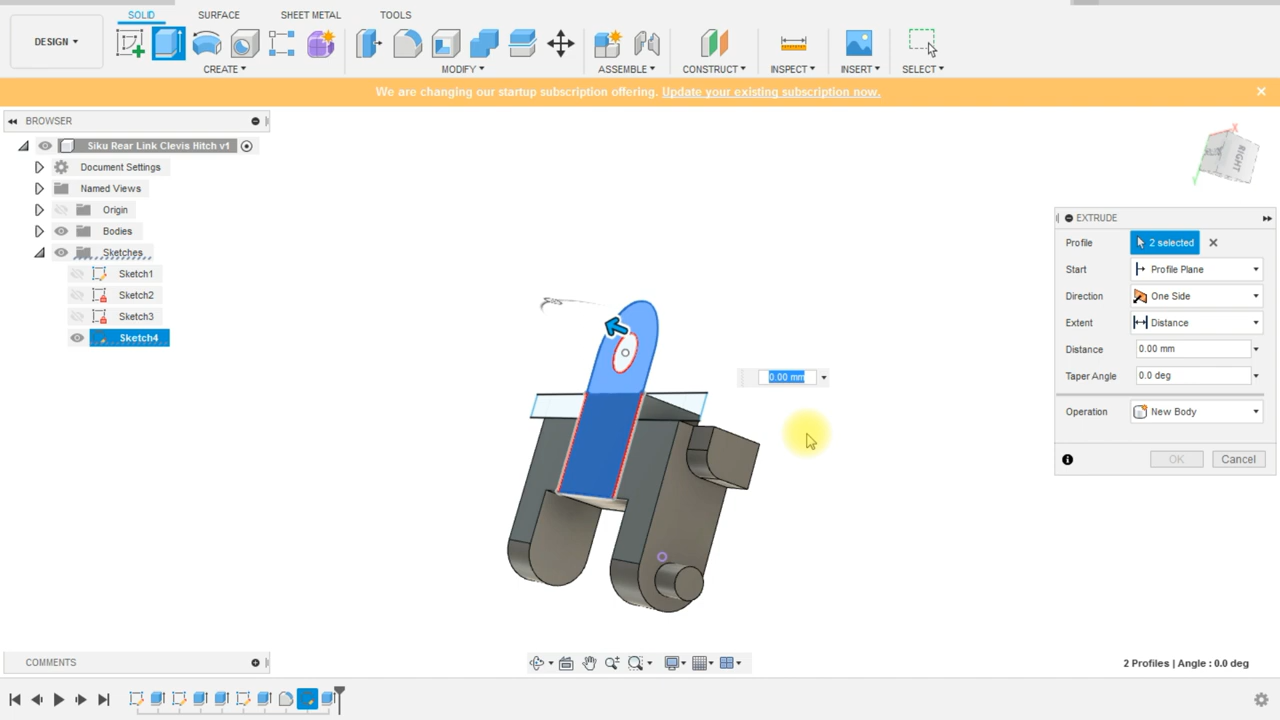 SOLID SURFACE SHEET METAL TOOLS
DESIGN ▾
CREATE ▾ MODIFY ▾ ASSEMBLE ▾ CONSTRUCT ▾ INSPECT ▾ INSERT ▾ SELECT ▾
We are changing our startup subscription offering. Update your existing subscription now.
BROWSER
Siku Rear Link Clevis Hitch v1
Document Settings
Named Views
Origin
Bodies
Sketches
Sketch1
Sketch2
Sketch3
Sketch4
0.00 mm
X
RIGHT
Y
EXTRUDE
Profile 2 selected
Start Profile Plane
Direction One Side
Extent Distance
Distance 0.00 mm
Taper Angle 0.0 deg
Operation New Body
OK Cancel
COMMENTS
2 Profiles | Angle : 0.0 deg